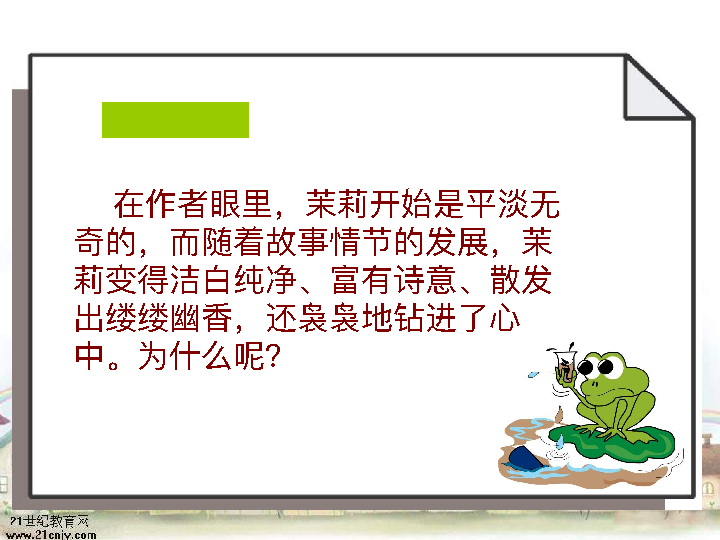 在作者眼里，茉莉开始是平淡无
奇的，而随着故事情节的发展，茉
莉变得洁白纯净、富有诗意、散发
出缕缕幽香，还袅袅地钻进了心
中。为什么呢?
21世纪教育网
www.21cnjy.com